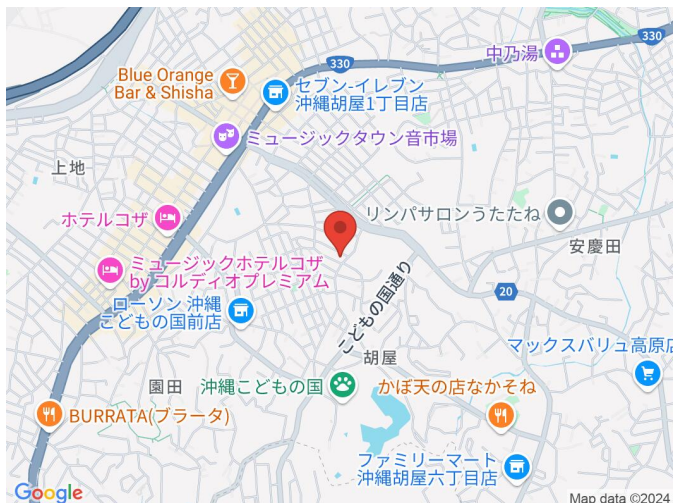 330
330
中乃湯
Blue Orange
Bar & Shisha
セブン-イレブン
沖縄胡屋1丁目店
ミュージックタウン音市場
上地
リンパサロンうたたね
ホテルコザ
安慶田
ミュージックホテルコザ
by コルディオプレミアム
20
こどもの国通り
ローソン 沖縄
こどもの国前店
胡屋
マックスバリュ高原店
園田
沖縄こどもの国
かぼ天の店なかそね
BURRATA(ブラータ)
ファミリーマート
沖縄胡屋六丁目店
Google
Map data ©2024